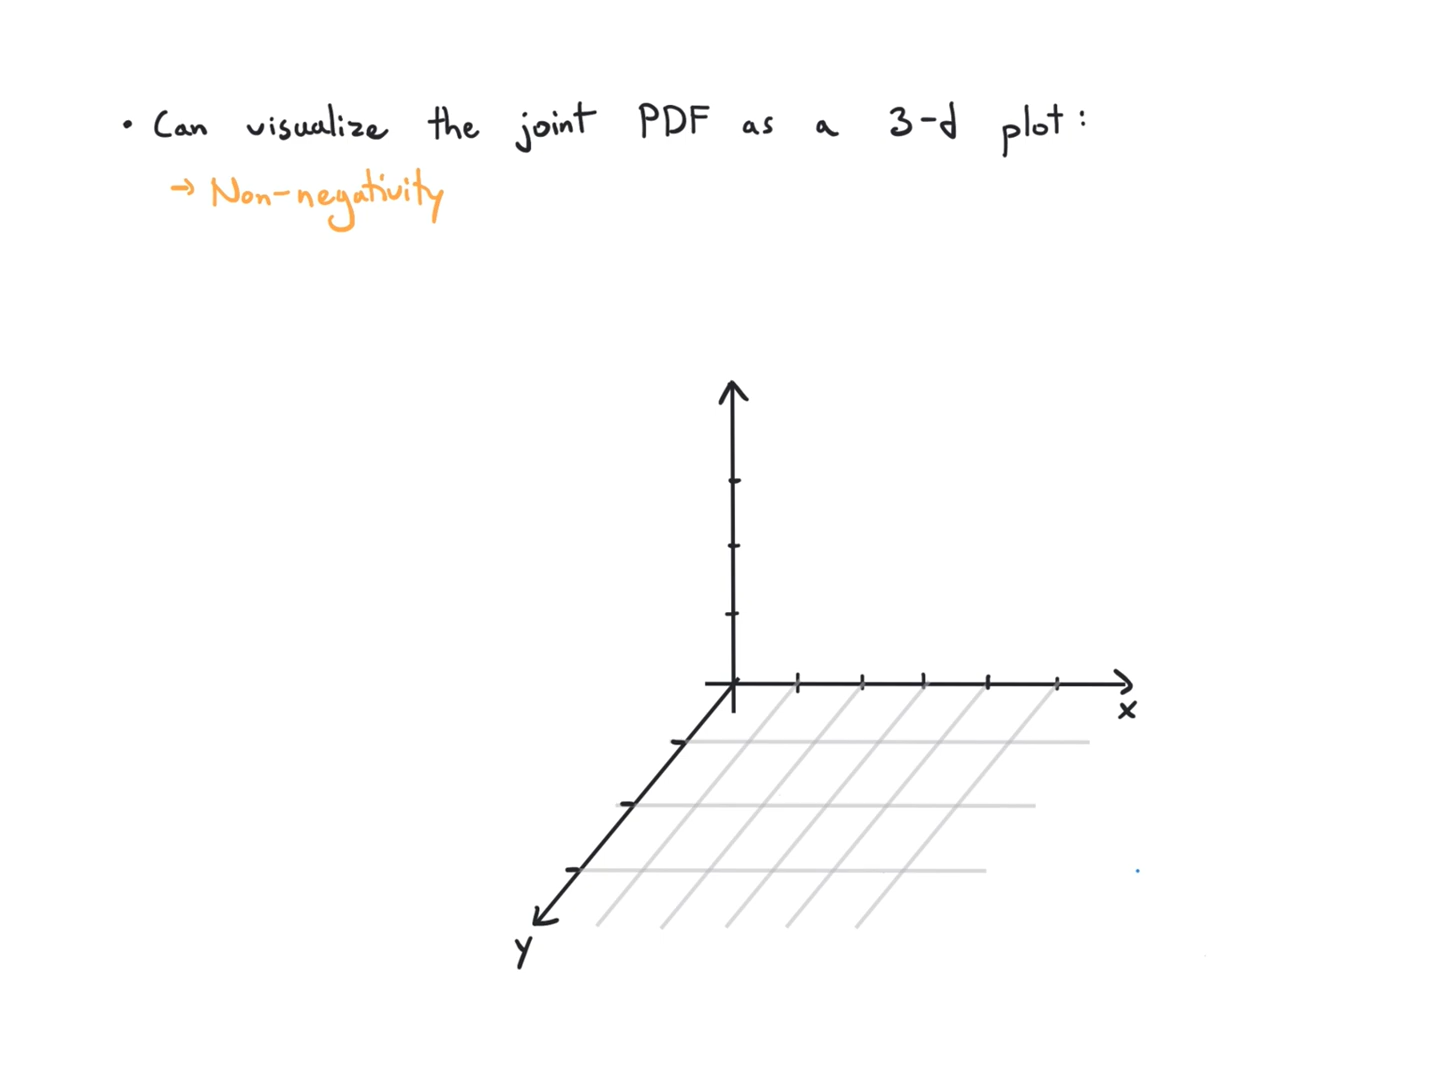 • Can visualize the joint PDF as a 3-d plot:
→ Non-negativity
x
y